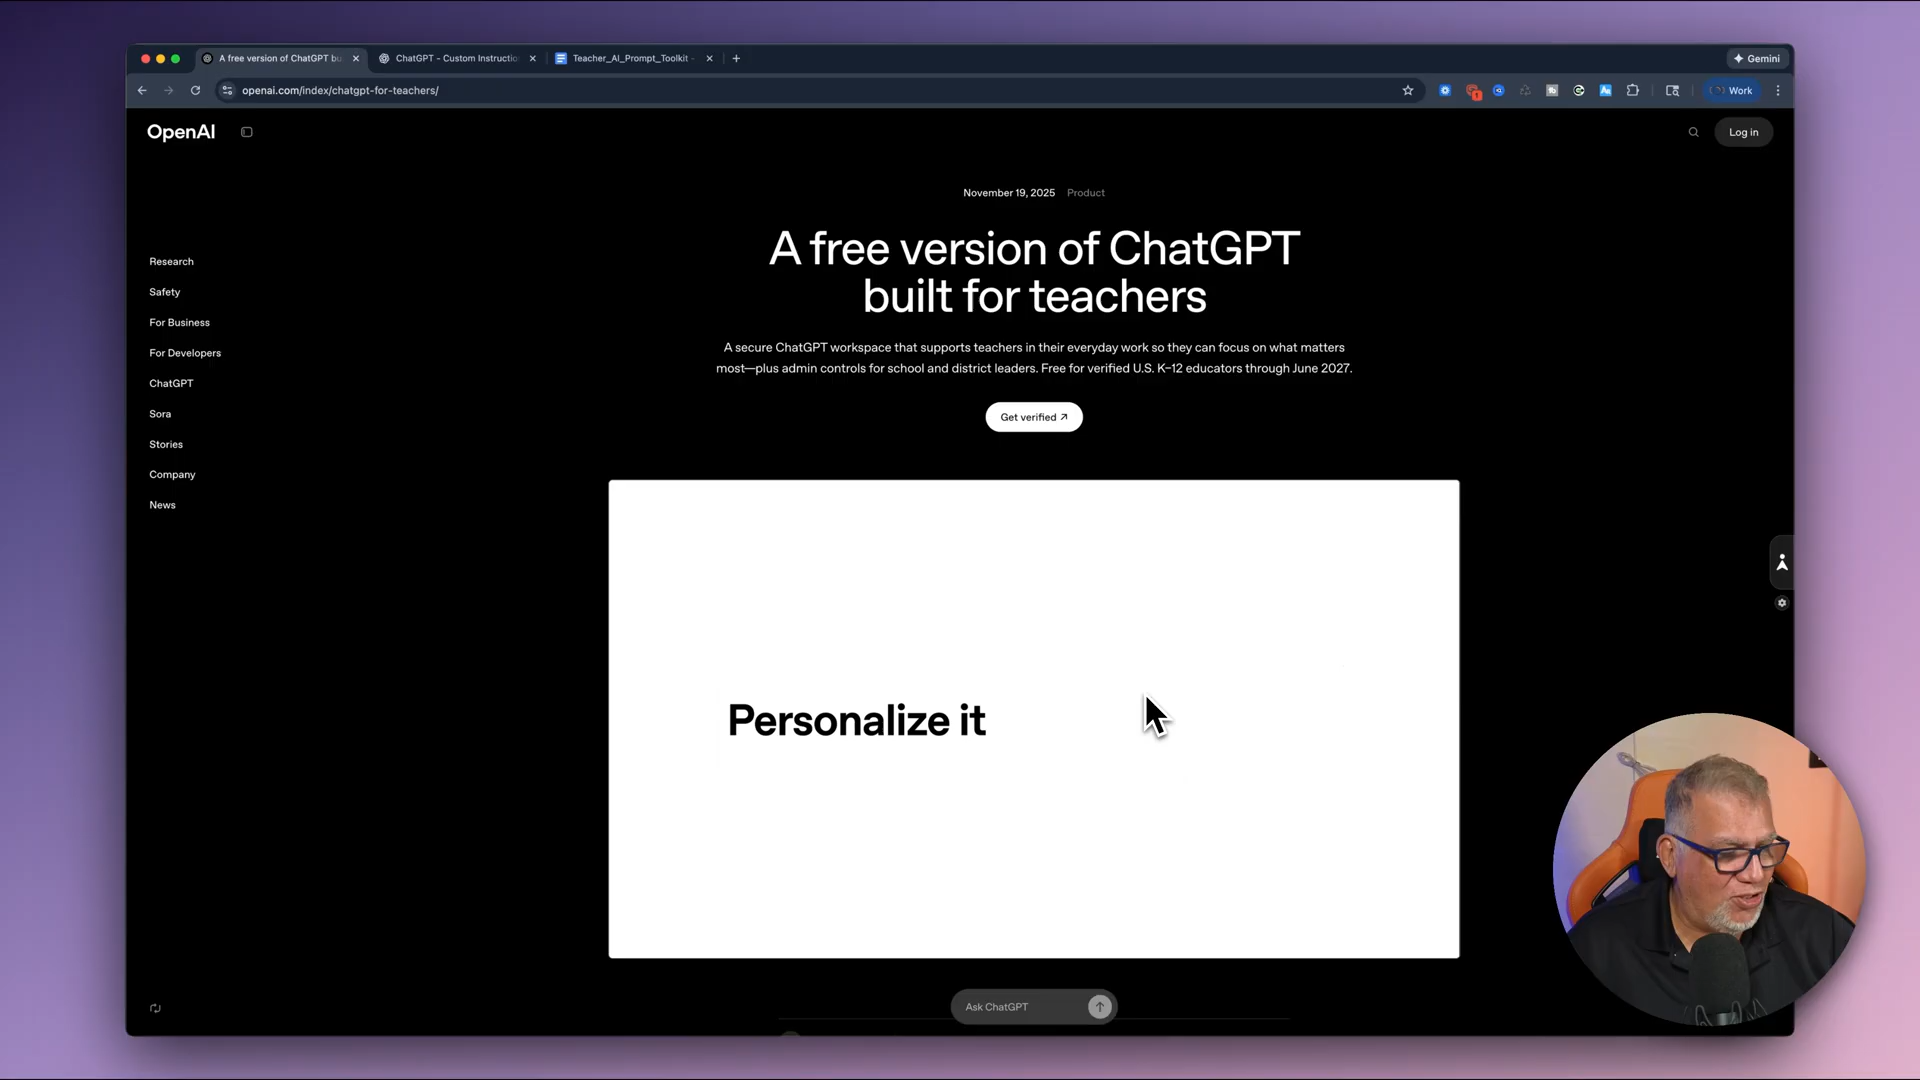 A free version of ChatGPT bu
ChatGPT - Custom Instructio
Teacher_AI_Prompt_Toolkit -
Gemini
openai.com/index/chatgpt-for-teachers/
Work
OpenAI
Log in
November 19, 2025 Product
A free version of ChatGPT
built for teachers
A secure ChatGPT workspace that supports teachers in their everyday work so they can focus on what matters
most—plus admin controls for school and district leaders. Free for verified U.S. K–12 educators through June 2027.
Get verified
Research
Safety
For Business
For Developers
ChatGPT
Sora
Stories
Company
News
Personalize it
Ask ChatGPT